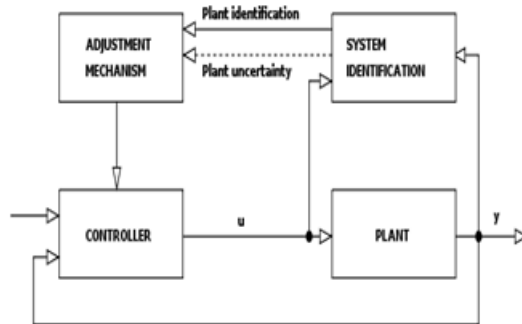 Plant identification
ADJUSTMENT
MECHANISM
Plant uncertainty
SYSTEM
IDENTIFICATION
CONTROLLER
u
PLANT
y